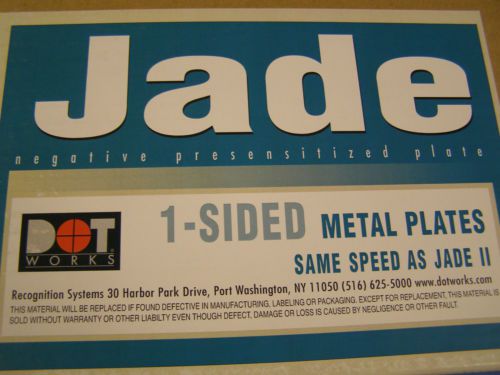 Jade
negative presensitized plate
DOT
WORKS
1-SIDED METAL PLATES
SAME SPEED AS JADE II
Recognition Systems 30 Harbor Park Drive, Port Washington, NY 11050 (516) 625-5000 www.dotworks.com
THIS MATERIAL WILL BE REPLACED IF FOUND DEFECTIVE IN MANUFACTURING, LABELING OR PACKAGING. EXCEPT FOR REPLACEMENT, THIS MATERIAL IS
SOLD WITHOUT WARRANTY OR OTHER LIABILTY EVEN THOUGH DEFECT, DAMAGE OR LOSS IS CAUSED BY NEGLIGENCE OR OTHER FAULT.